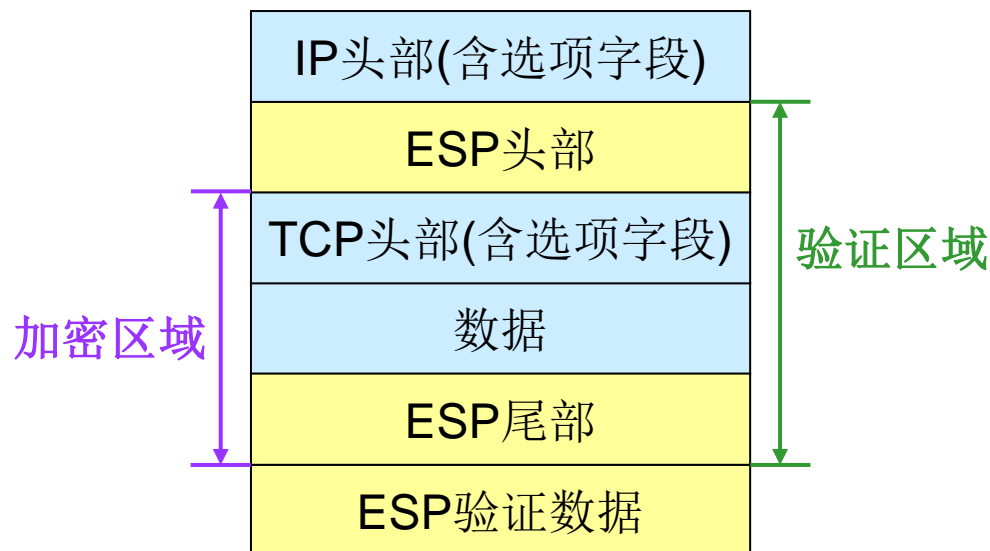 IP头部(含选项字段)
ESP头部
TCP头部(含选项字段)
验证区域
加密区域
数据
ESP尾部
ESP验证数据